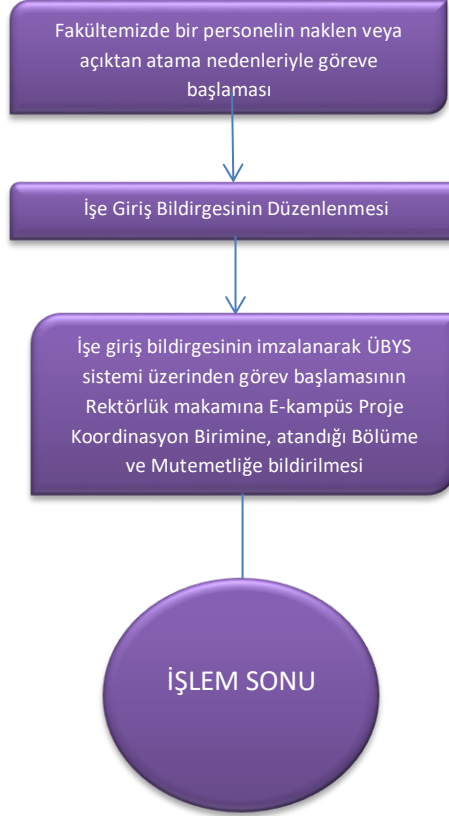 Fakültemizde bir personelin naklen veya
açıktan atama nedenleriyle göreve
başlaması
İşe Giriş Bildirgesinin Düzenlenmesi
İşe giriş bildirgesinin imzalanarak ÜBYS
sistemi üzerinden görev başlamasının
Rektörlük makamına E-kampüs Proje
Koordinasyon Birimine, atandığı Bölüme
ve Mutemetliğe bildirilmesi
İŞLEM SONU